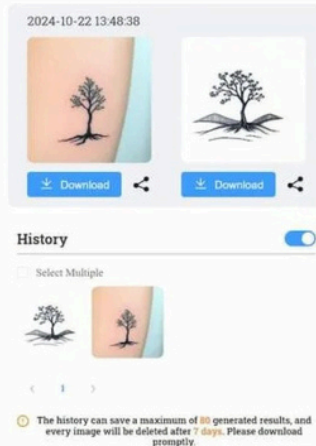 2024-10-22 13:48:38
Download
Download
History
Select Multiple
1
The history can save a maximum of 80 generated results, and
every image will be deleted after 7 days. Please download
promptly.